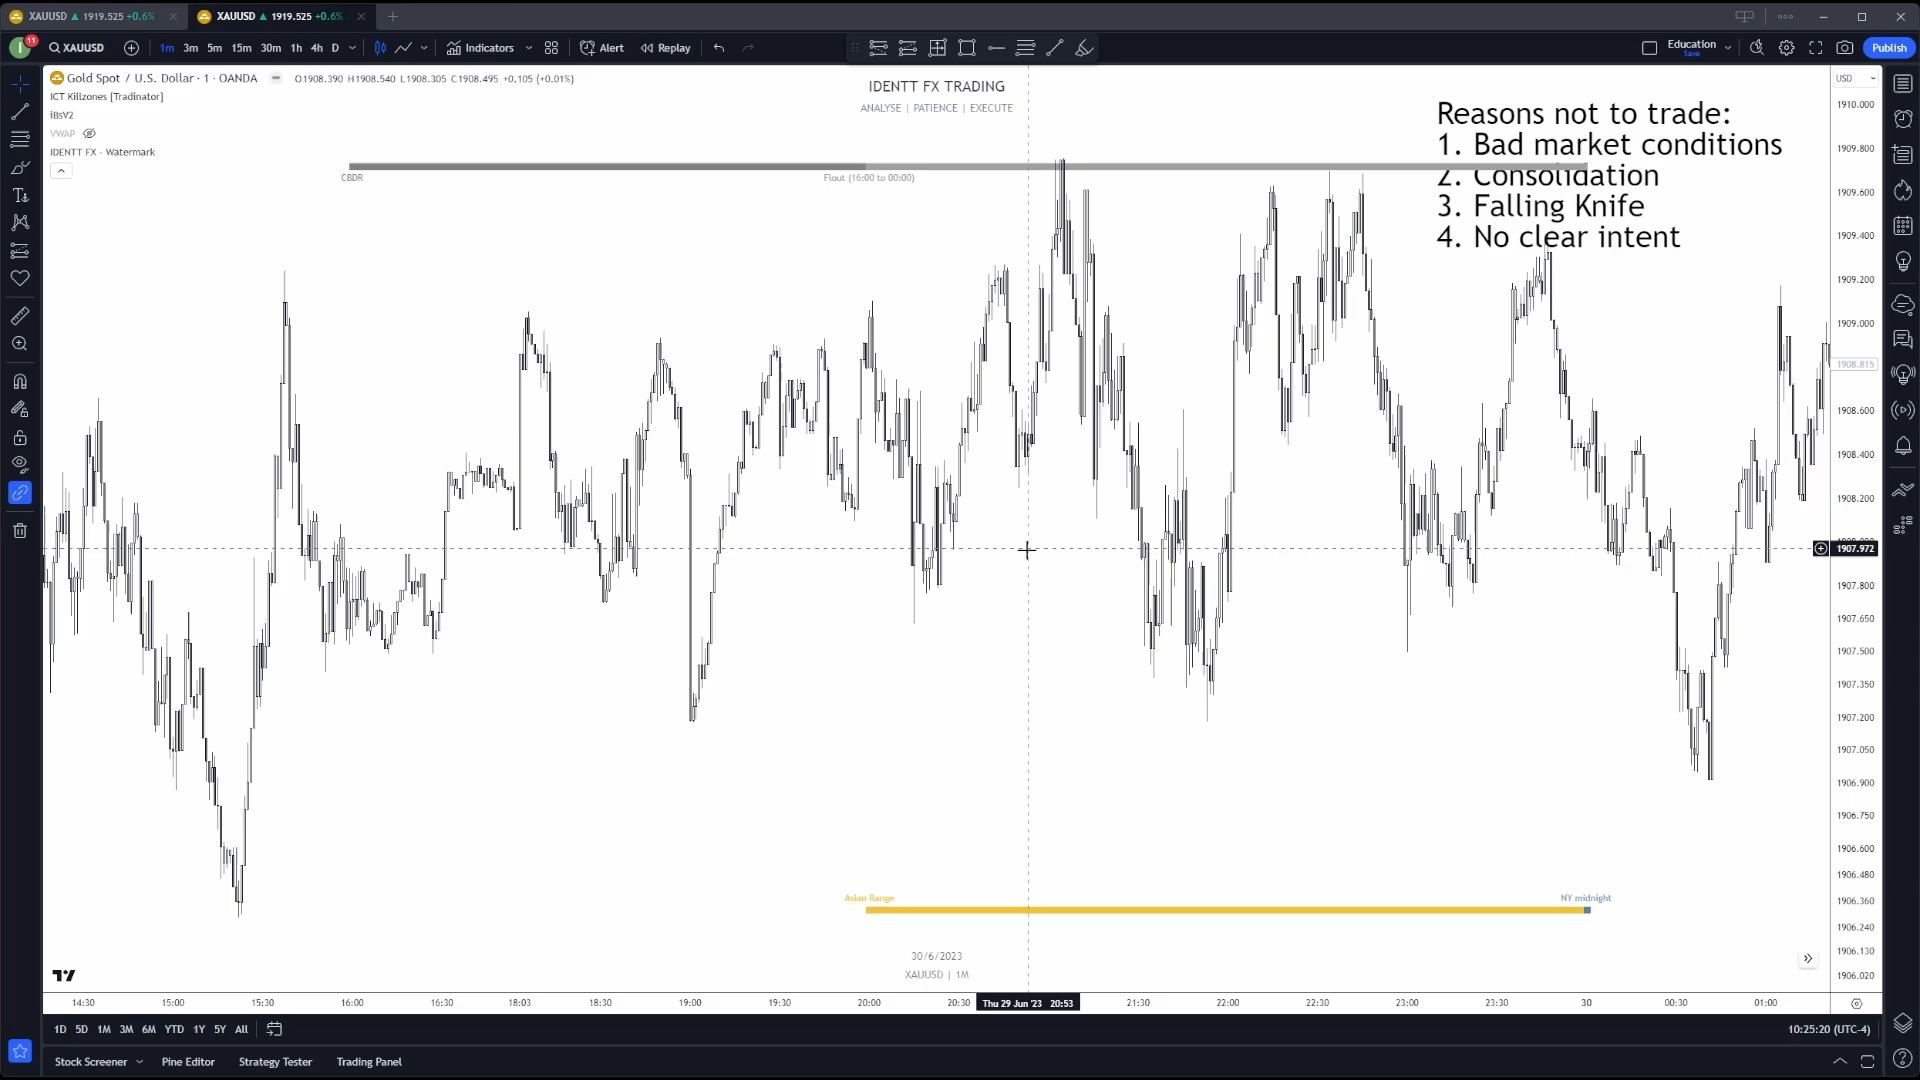 XAUUSD ▲ 1919.525 +0.6%
XAUUSD ▲ 1919.525 +0.6%
11
I
XAUUSD
1m 3m 5m 15m 30m 1h 4h D
Indicators
Alert
Replay
Education
Save
Publish
Gold Spot / U.S. Dollar · 1 · OANDA
O1908.390 H1908.540 L1908.305 C1908.495 +0.105 (+0.01%)
ICT Killzones [Tradinator]
iBsV2
VWAP
IDENTT FX - Watermark
IDENTT FX TRADING
ANALYSE | PATIENCE | EXECUTE
Reasons not to trade:
1. Bad market conditions
2. Consolidation
3. Falling Knife
4. No clear intent
CBDR
Flout (16:00 to 00:00)
USD
1910.000
1909.800
1909.600
1909.400
1909.200
1909.000
1908.815
1908.600
1908.400
1908.200
1907.972
1907.800
1907.650
1907.500
1907.350
1907.200
1907.050
1906.900
1906.750
1906.600
1906.480
1906.360
1906.240
1906.130
1906.020
Asian Range
NY midnight
30/6/2023
XAUUSD | 1M
14:30 15:00 15:30 16:00 16:30 18:03 18:30 19:00 19:30 20:00 20:30 Thu 29 Jun '23 20:53 21:30 22:00 22:30 23:00 23:30 30 00:30 01:00
1D 5D 1M 3M 6M YTD 1Y 5Y All
10:25:20 (UTC-4)
Stock Screener
Pine Editor
Strategy Tester
Trading Panel